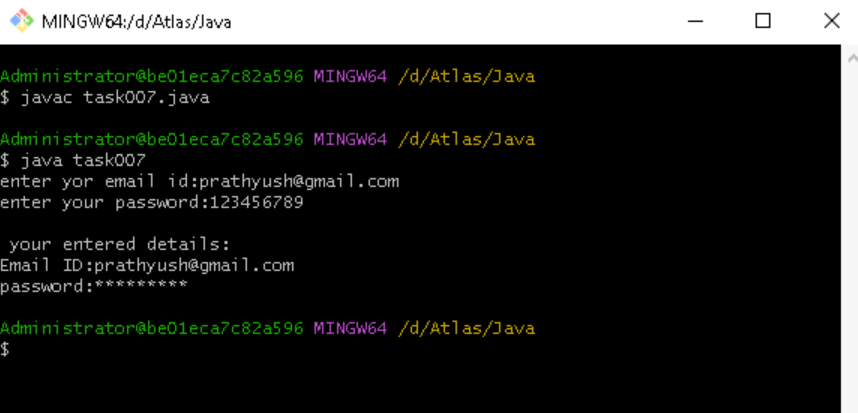 MINGW64:/d/Atlas/Java
Administrator@be01eca7c82a596 MINGW64 /d/Atlas/Java
$ javac task007.java
Administrator@be01eca7c82a596 MINGW64 /d/Atlas/Java
$ java task007
enter yor email id:prathyush@gmail.com
enter your password:123456789
your entered details:
Email ID:prathyush@gmail.com
password:*********
Administrator@be01eca7c82a596 MINGW64 /d/Atlas/Java
$